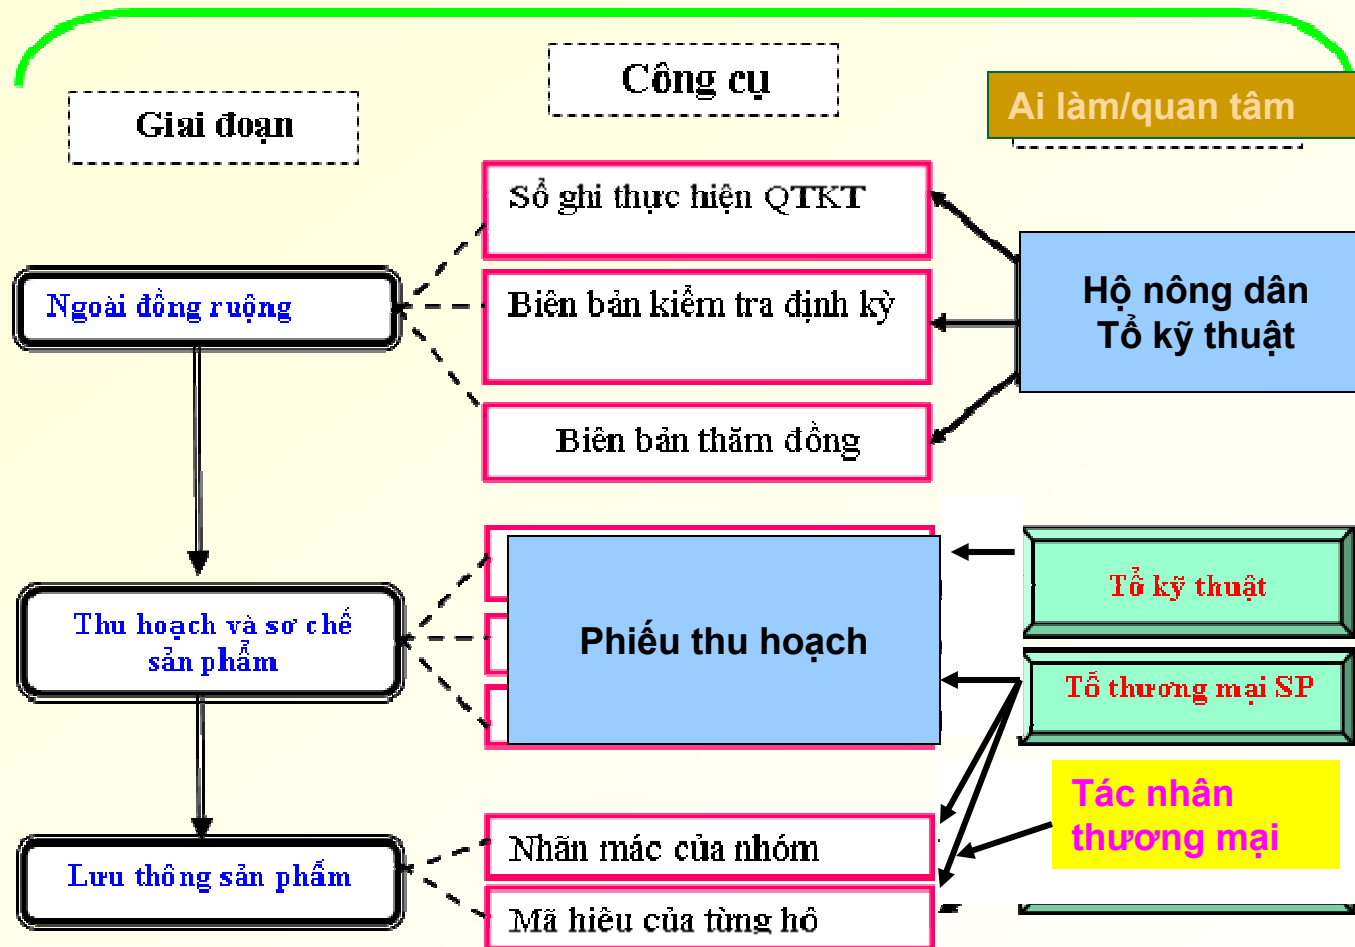 Công cụ
Giai đoạn
Ai làm/quan tâm
Sổ ghi thực hiện QTKT
Ngoài đồng ruộng
Biên bản kiểm tra định kỳ
Hộ nông dân
Tổ kỹ thuật
Biên bản thăm đồng
Thu hoạch và sơ chế
sản phẩm
Phiếu thu hoạch
Tổ kỹ thuật
Tổ thương mại SP
Tác nhân
thương mại
Lưu thông sản phẩm
Nhãn mác của nhóm
Mã hiệu của từng hộ